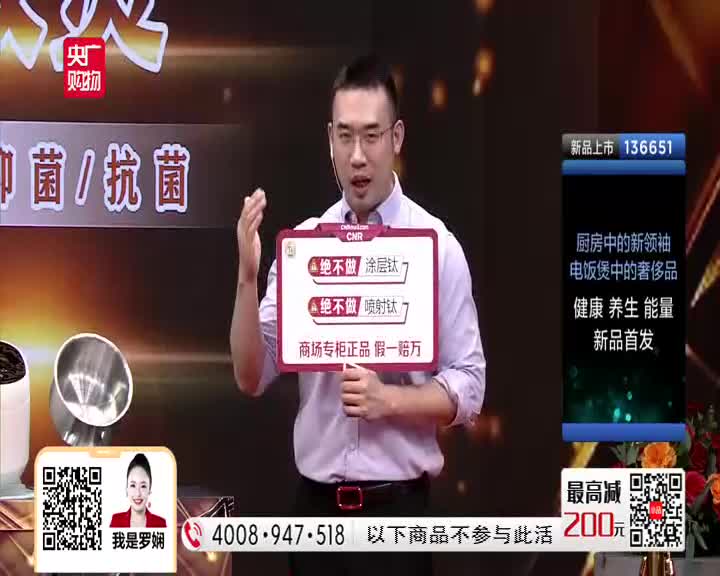 央广
购物
抑菌/抗菌
cnrmall.com
CNR
绝不做 涂层钛
绝不做 喷射钛
商场专柜正品 假一赔万
新品上市 136651
厨房中的新领袖
电饭煲中的奢侈品
健康 养生 能量
新品首发
我是罗娴
4008·947·518
以下商品不参与此活
最高减
200元